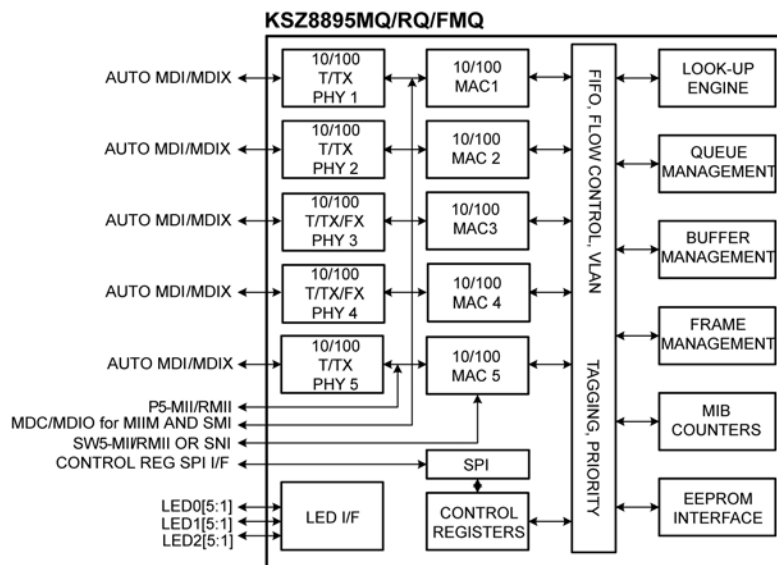 KSZ8895MQ/RQ/FMQ
AUTO MDI/MDIX
10/100
T/TX
PHY 1
10/100
MAC1
LOOK-UP
ENGINE
AUTO MDI/MDIX
10/100
T/TX
PHY 2
10/100
MAC 2
QUEUE
MANAGEMENT
AUTO MDI/MDIX
10/100
T/TX/FX
PHY 3
10/100
MAC3
BUFFER
MANAGEMENT
AUTO MDI/MDIX
10/100
T/TX/FX
PHY 4
10/100
MAC 4
FRAME
MANAGEMENT
AUTO MDI/MDIX
10/100
T/TX
PHY 5
10/100
MAC 5
FIFO, FLOW CONTROL, VLAN TAGGING, PRIORITY
P5-MII/RMII
MDC/MDIO for MIIM AND SMI
SW5-MII/RMII OR SNI
MIB
COUNTERS
CONTROL REG SPI I/F
SPI
LED0[5:1]
LED1[5:1]
LED2[5:1]
LED I/F
CONTROL
REGISTERS
EEPROM
INTERFACE